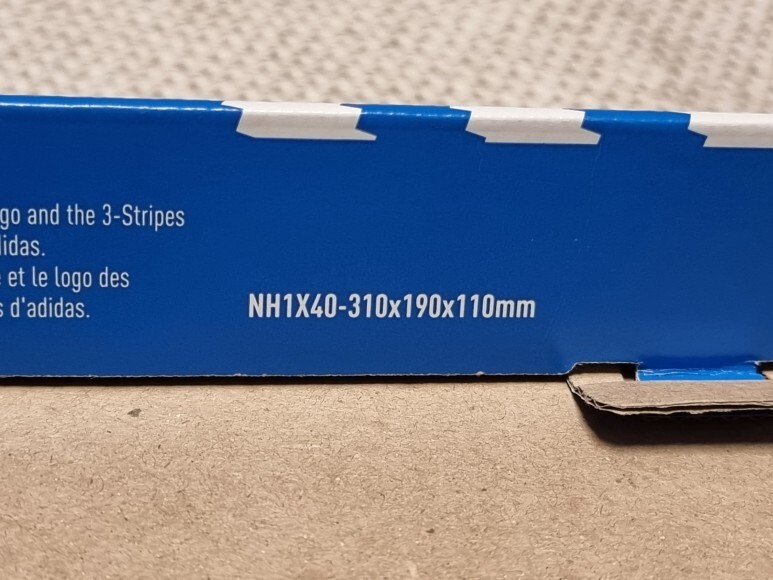 go and the 3-Stripes
idas.
et le logo des
d'adidas.
NH1X40-310x190x110mm